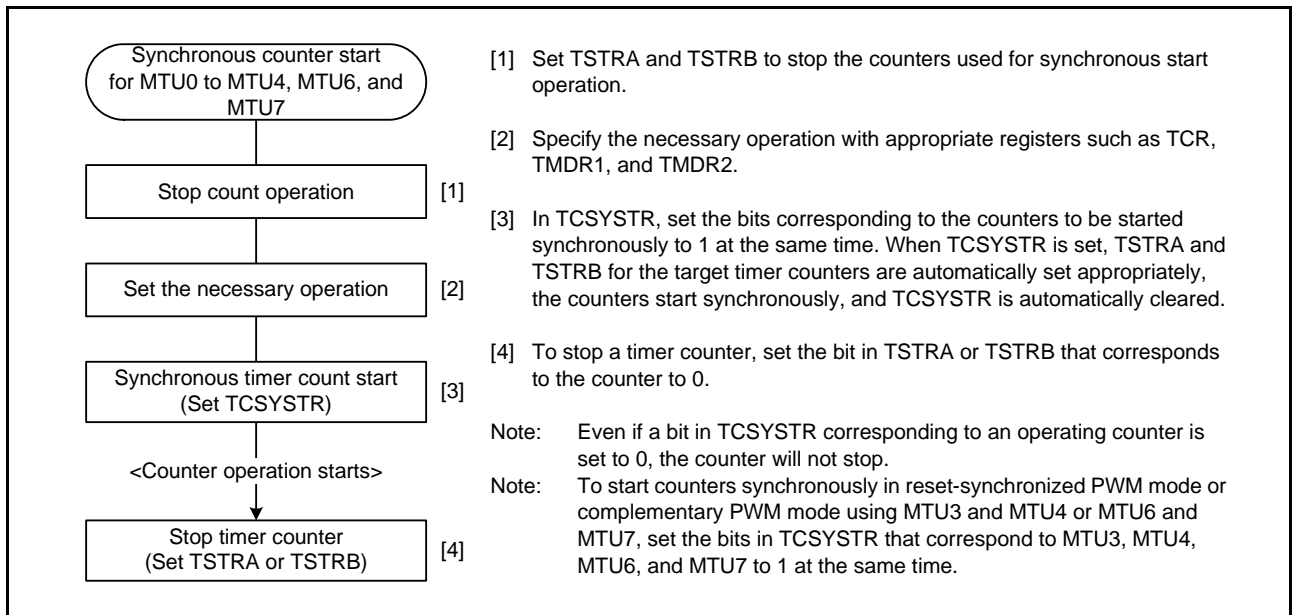 Synchronous counter start
for MTU0 to MTU4, MTU6, and
MTU7
Stop count operation
[1]
Set the necessary operation
[2]
Synchronous timer count start
(Set TCSYSTR)
[3]
<Counter operation starts>
Stop timer counter
(Set TSTRA or TSTRB)
[4]
[1] Set TSTRA and TSTRB to stop the counters used for synchronous start
operation.
[2] Specify the necessary operation with appropriate registers such as TCR,
TMDR1, and TMDR2.
[3] In TCSYSTR, set the bits corresponding to the counters to be started
synchronously to 1 at the same time. When TCSYSTR is set, TSTRA and
TSTRB for the target timer counters are automatically set appropriately,
the counters start synchronously, and TCSYSTR is automatically cleared.
[4] To stop a timer counter, set the bit in TSTRA or TSTRB that corresponds
to the counter to 0.
Note: Even if a bit in TCSYSTR corresponding to an operating counter is
set to 0, the counter will not stop.
Note: To start counters synchronously in reset-synchronized PWM mode or
complementary PWM mode using MTU3 and MTU4 or MTU6 and
MTU7, set the bits in TCSYSTR that correspond to MTU3, MTU4,
MTU6, and MTU7 to 1 at the same time.